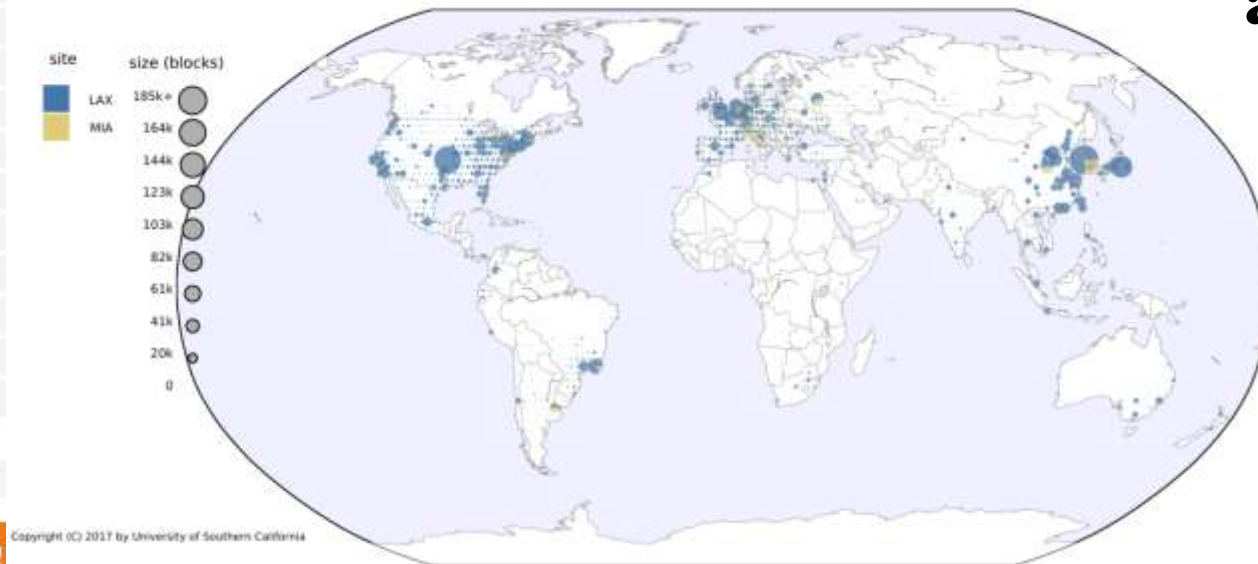 site
size (blocks)
LAX
MIA
185k+
164k
144k
123k
103k
82k
61k
41k
20k
0
Copyright (C) 2017 by University of Southern California